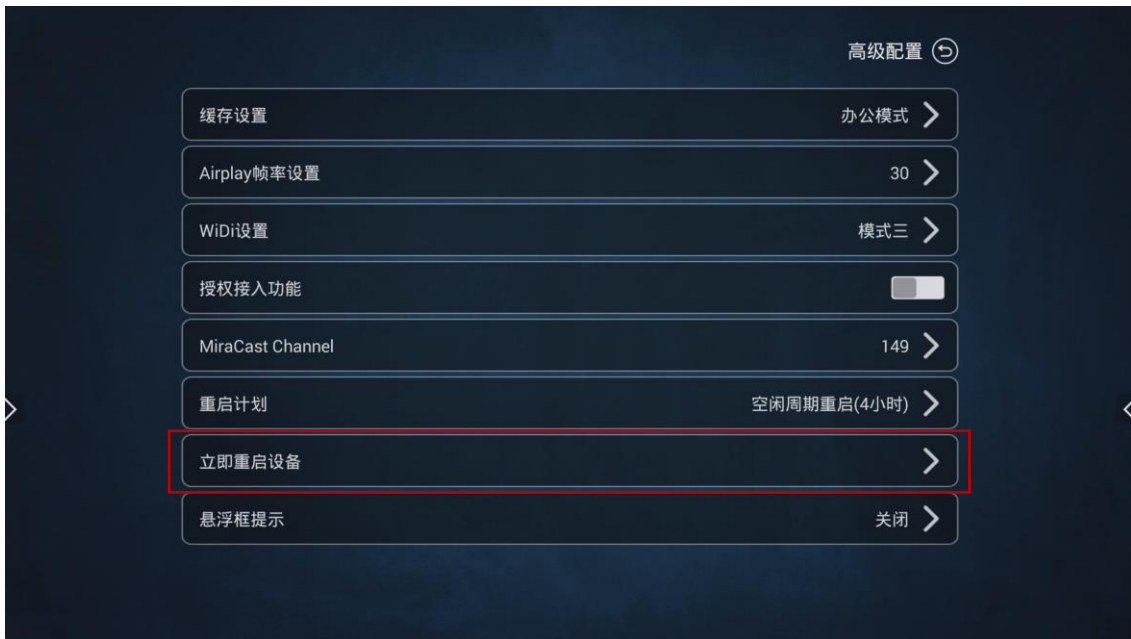 高级配置
缓存设置 办公模式
Airplay帧率设置 30
WiDi设置 模式三
授权接入功能
MiraCast Channel 149
重启计划 空闲周期重启(4小时)
立即重启设备
悬浮框提示 关闭